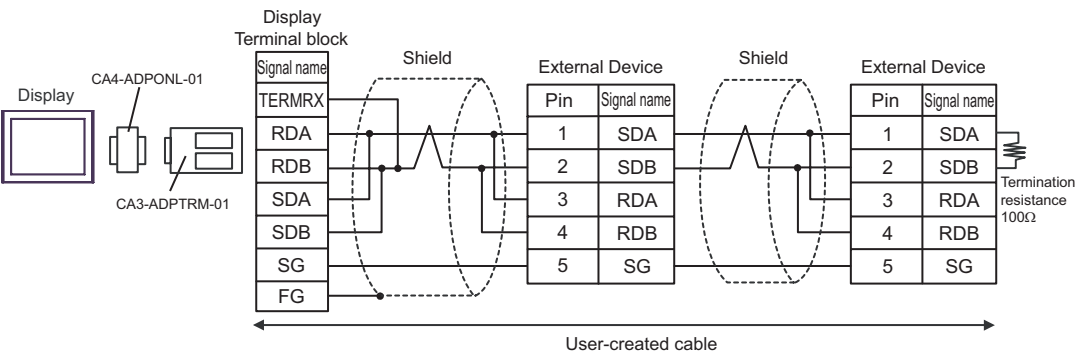 Display
Terminal block
Signal name
TERMRX
RDA
RDB
SDA
SDB
SG
FG
Display
CA4-ADPONL-01
CA3-ADPTRM-01
Shield
External Device
Pin Signal name
1 SDA
2 SDB
3 RDA
4 RDB
5 SG
Shield
External Device
Pin Signal name
1 SDA
2 SDB
3 RDA
4 RDB
5 SG
Termination
resistance
100Ω
User-created cable